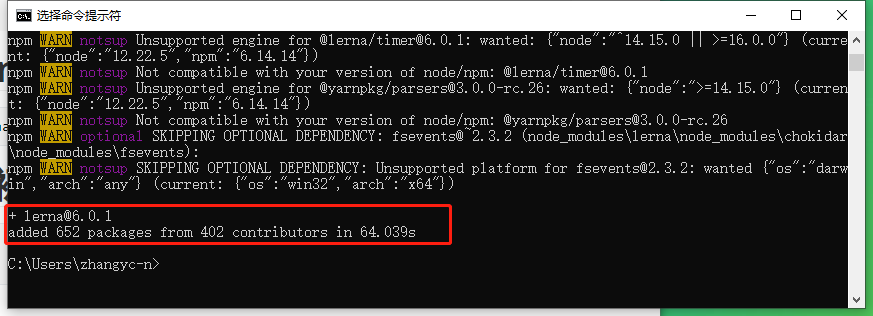 选择命令提示符
npm WARN notsup Unsupported engine for @lerna/timer@6.0.1: wanted: {"node":"^14.15.0 || >=16.0.0"} (curre
nt: {"node":"12.22.5","npm":"6.14.14"})
npm WARN notsup Not compatible with your version of node/npm: @lerna/timer@6.0.1
npm WARN notsup Unsupported engine for @yarnpkg/parsers@3.0.0-rc.26: wanted: {"node":">=14.15.0"} (curren
t: {"node":"12.22.5","npm":"6.14.14"})
npm WARN notsup Not compatible with your version of node/npm: @yarnpkg/parsers@3.0.0-rc.26
npm WARN optional SKIPPING OPTIONAL DEPENDENCY: fsevents@~2.3.2 (node_modules\lerna\node_modules\chokidar
\node_modules\fsevents):
npm WARN notsup SKIPPING OPTIONAL DEPENDENCY: Unsupported platform for fsevents@2.3.2: wanted {"os":"darw
in","arch":"any"} (current: {"os":"win32","arch":"x64"})
+ lerna@6.0.1
added 652 packages from 402 contributors in 64.039s
C:\Users\zhangyc-n>